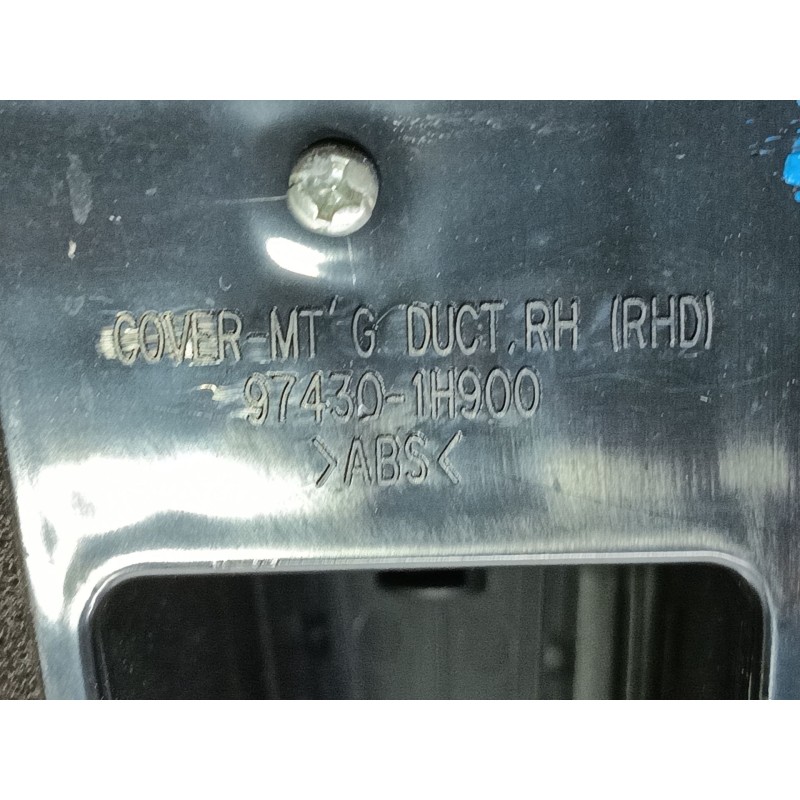 COVER-MT'G DUCT.RH (RHD)
97430-1H900
>ABS<